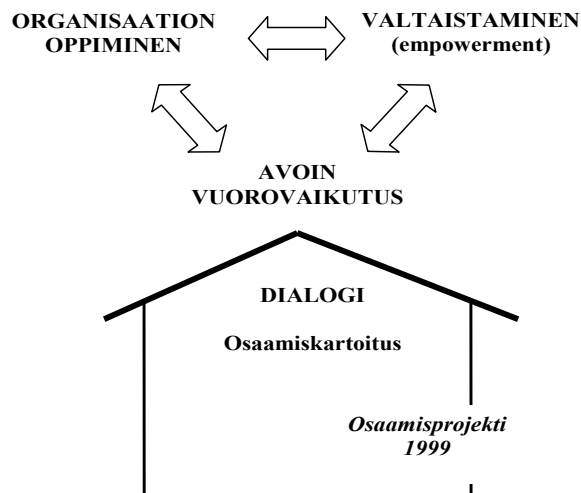 ORGANISAATION
OPPIMINEN
VALTAISTAMINEN
(empowerment)
AVOIN
VUOROVAIKUTUS
DIALOGI
Osaamiskartoitus
Osaamisprojekti
1999